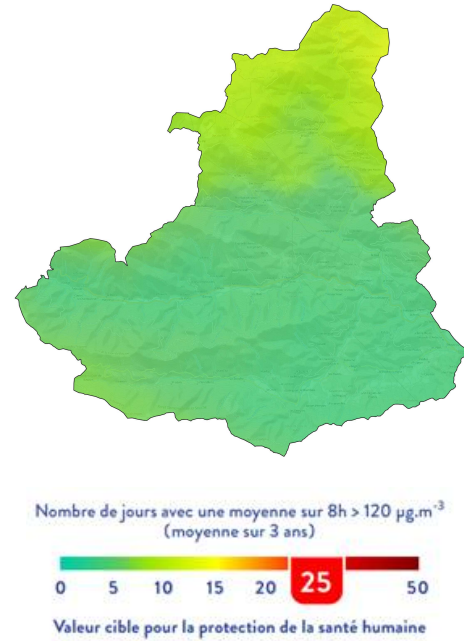 Nombre de jours avec une moyenne sur 8h > 120 µg.m⁻³
(moyenne sur 3 ans)
0 5 10 15 20 25 50
Valeur cible pour la protection de la santé humaine